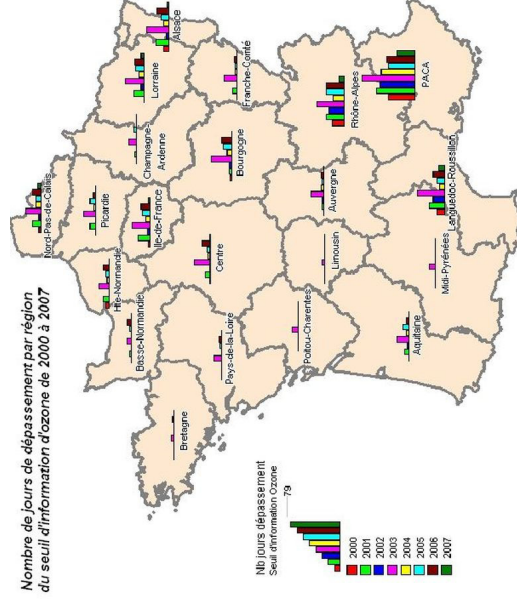 Nombre de jours de dépassement par région
du seuil d'information d'ozone de 2000 à 2007
Nord-Pas-de-Calais
Picardie
Hte-Normandie
Basse-Normandie
Ile-de-France
Champagne-
Ardenne
Lorraine
Alsace
Bretagne
Pays-de-la-Loire
Centre
Bourgogne
Franche-Comté
Poitou-Charentes
Limousin
Auvergne
Rhône-Alpes
Aquitaine
Midi-Pyrénées
Languedoc-Roussillon
PACA
Nb jours dépassement
Seuil d'information Ozone
79
2000
2001
2002
2003
2004
2005
2006
2007